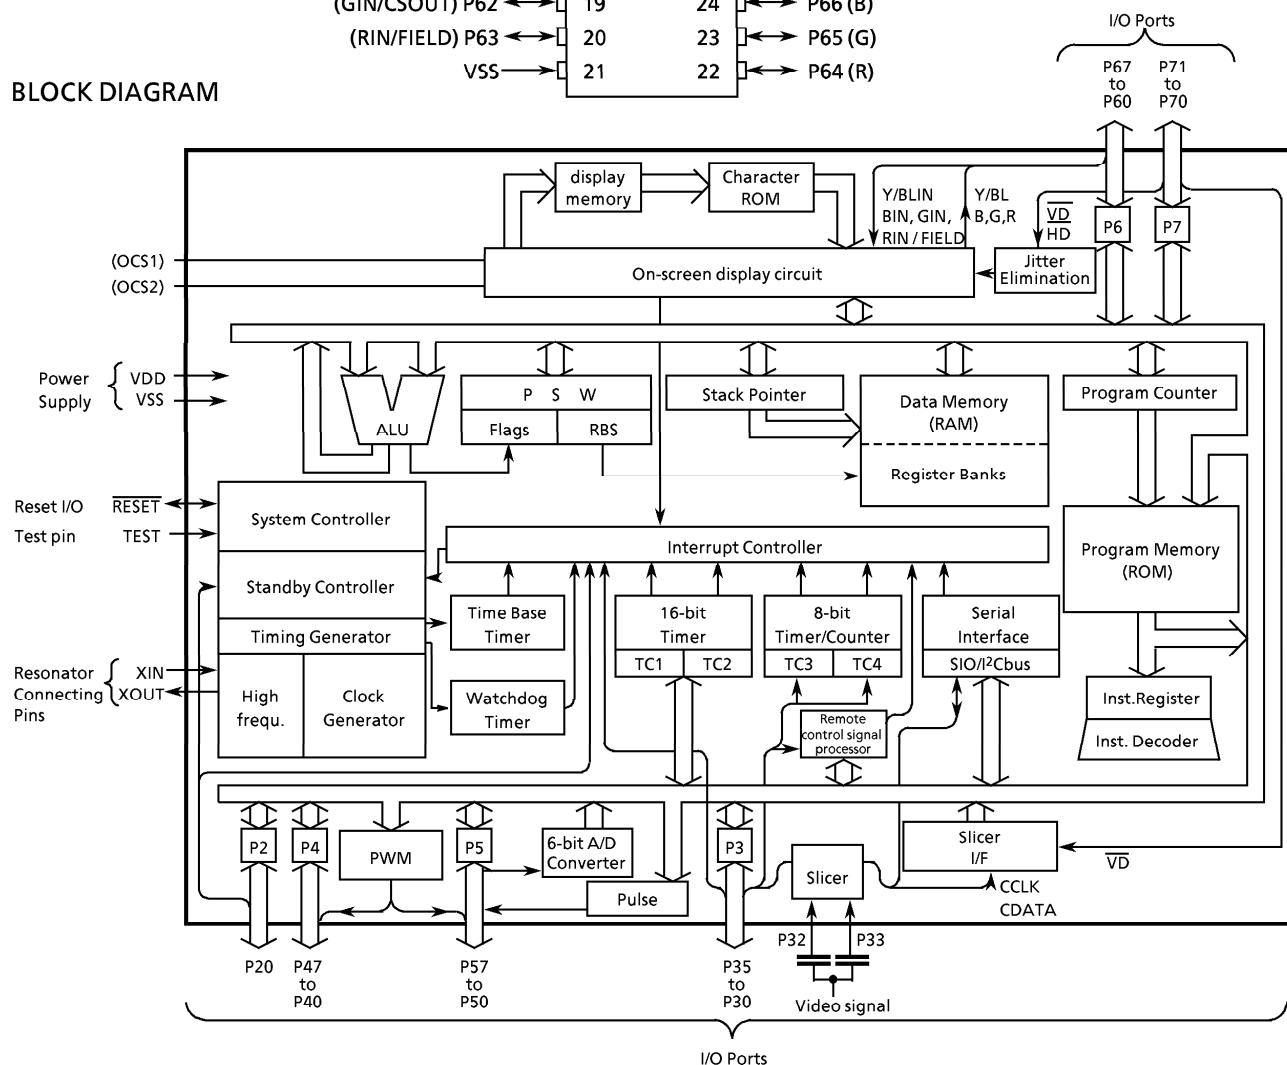 (GIN/CSOUT) P62 19 24 P66 (B)
(RIN/FIELD) P63 20 23 P65 (G)
VSS 21 22 P64 (R)
I/O Ports
BLOCK DIAGRAM
P67 to P60
P71 to P70
display memory
Character ROM
Y/BLIN
BIN, GIN,
RIN / FIELD
Y/BL
B,G,R
VD
HD
P6
P7
(OCS1)
(OCS2)
On-screen display circuit
Jitter Elimination
Power Supply
VDD
VSS
ALU
P S W
Flags
RBS
Stack Pointer
Data Memory (RAM)
Register Banks
Program Counter
Reset I/O RESET
Test pin TEST
System Controller
Standby Controller
Timing Generator
High frequ.
Clock Generator
Interrupt Controller
Program Memory (ROM)
Time Base Timer
Watchdog Timer
16-bit Timer
TC1
TC2
8-bit Timer/Counter
TC3
TC4
Serial Interface
SIO/I²Cbus
Resonator Connecting Pins
XIN
XOUT
Remote control signal processor
Inst.Register
Inst. Decoder
P2
P4
PWM
P5
6-bit A/D Converter
Pulse
P3
Slicer
Slicer I/F
VD
CCLK
CDATA
P20
P47 to P40
P57 to P50
P35 to P30
P32
P33
Video signal
I/O Ports